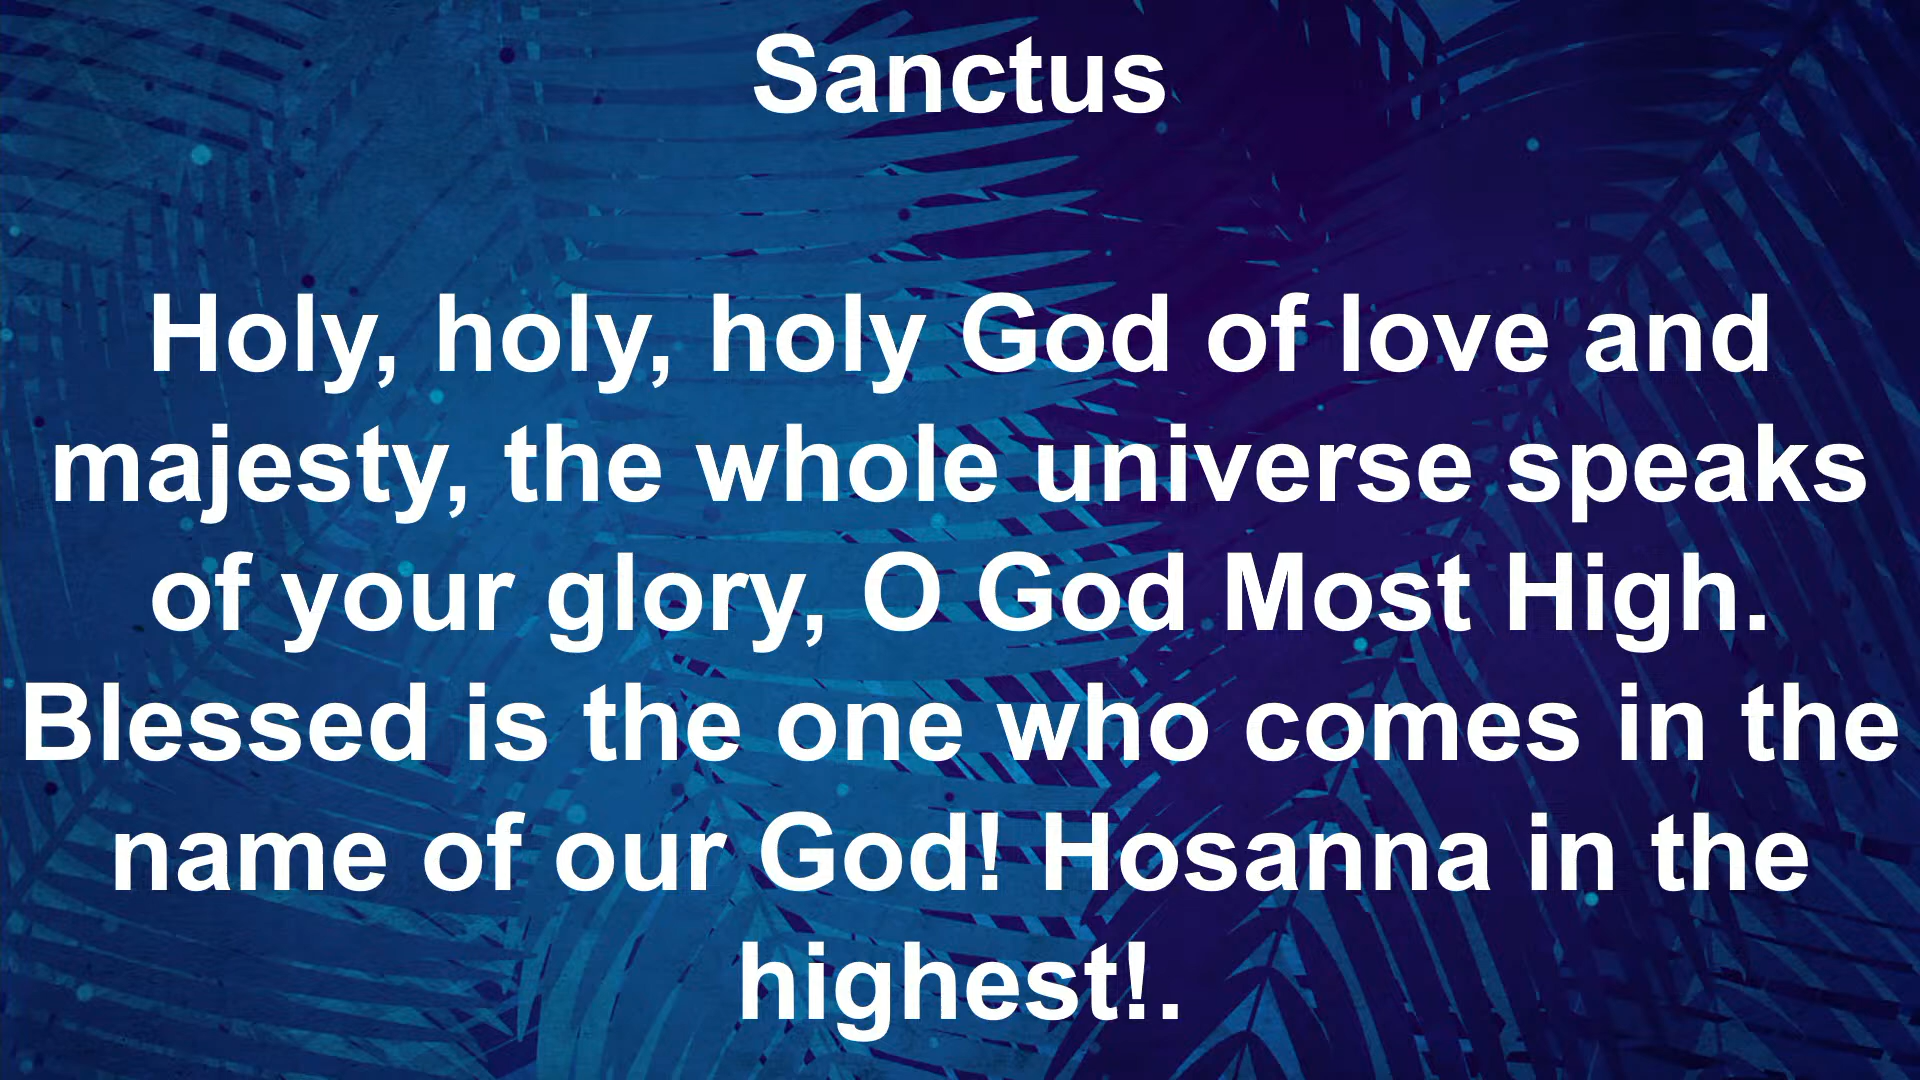 Sanctus
Holy, holy, holy God of love and
majesty, the whole universe speaks
of your glory, O God Most High.
Blessed is the one who comes in the
name of our God! Hosanna in the
highest!.